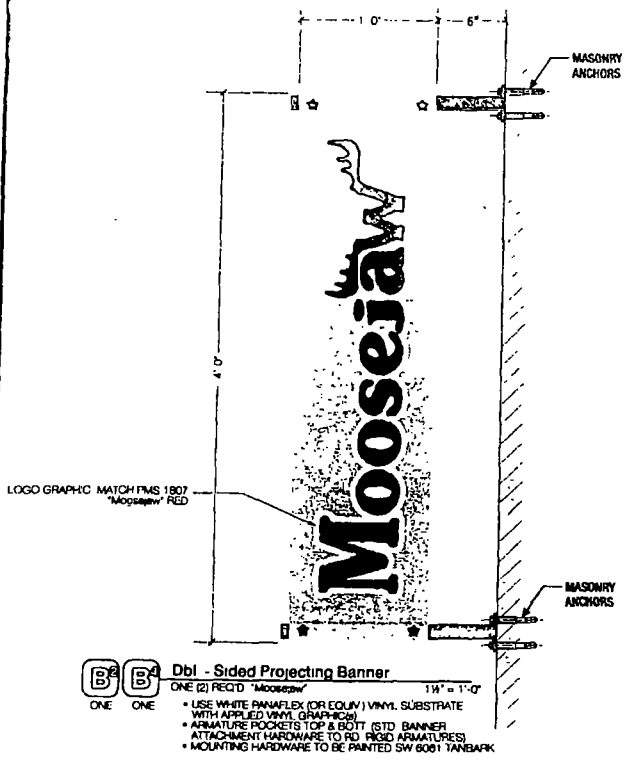 1'0"
6"
MASONRY
ANCHORS
4'0"
Moosejaw
LOGO GRAPHIC MATCH PMS 1807
"Moosejaw" RED
MASONRY
ANCHORS
B2 B4 Dbl - Sided Projecting Banner
ONE ONE
ONE (2) REQ'D "Moosejaw" 1½" = 1'-0"
• USE WHITE PANAFLEX (OR EQUIV) VINYL SUBSTRATE
WITH APPLIED VINYL GRAPHIC(s)
• ARMATURE POCKETS TOP & BOTT (STD BANNER
ATTACHMENT HARDWARE TO RD RIGID ARMATURES)
• MOUNTING HARDWARE TO BE PAINTED SW 6061 TANBARK